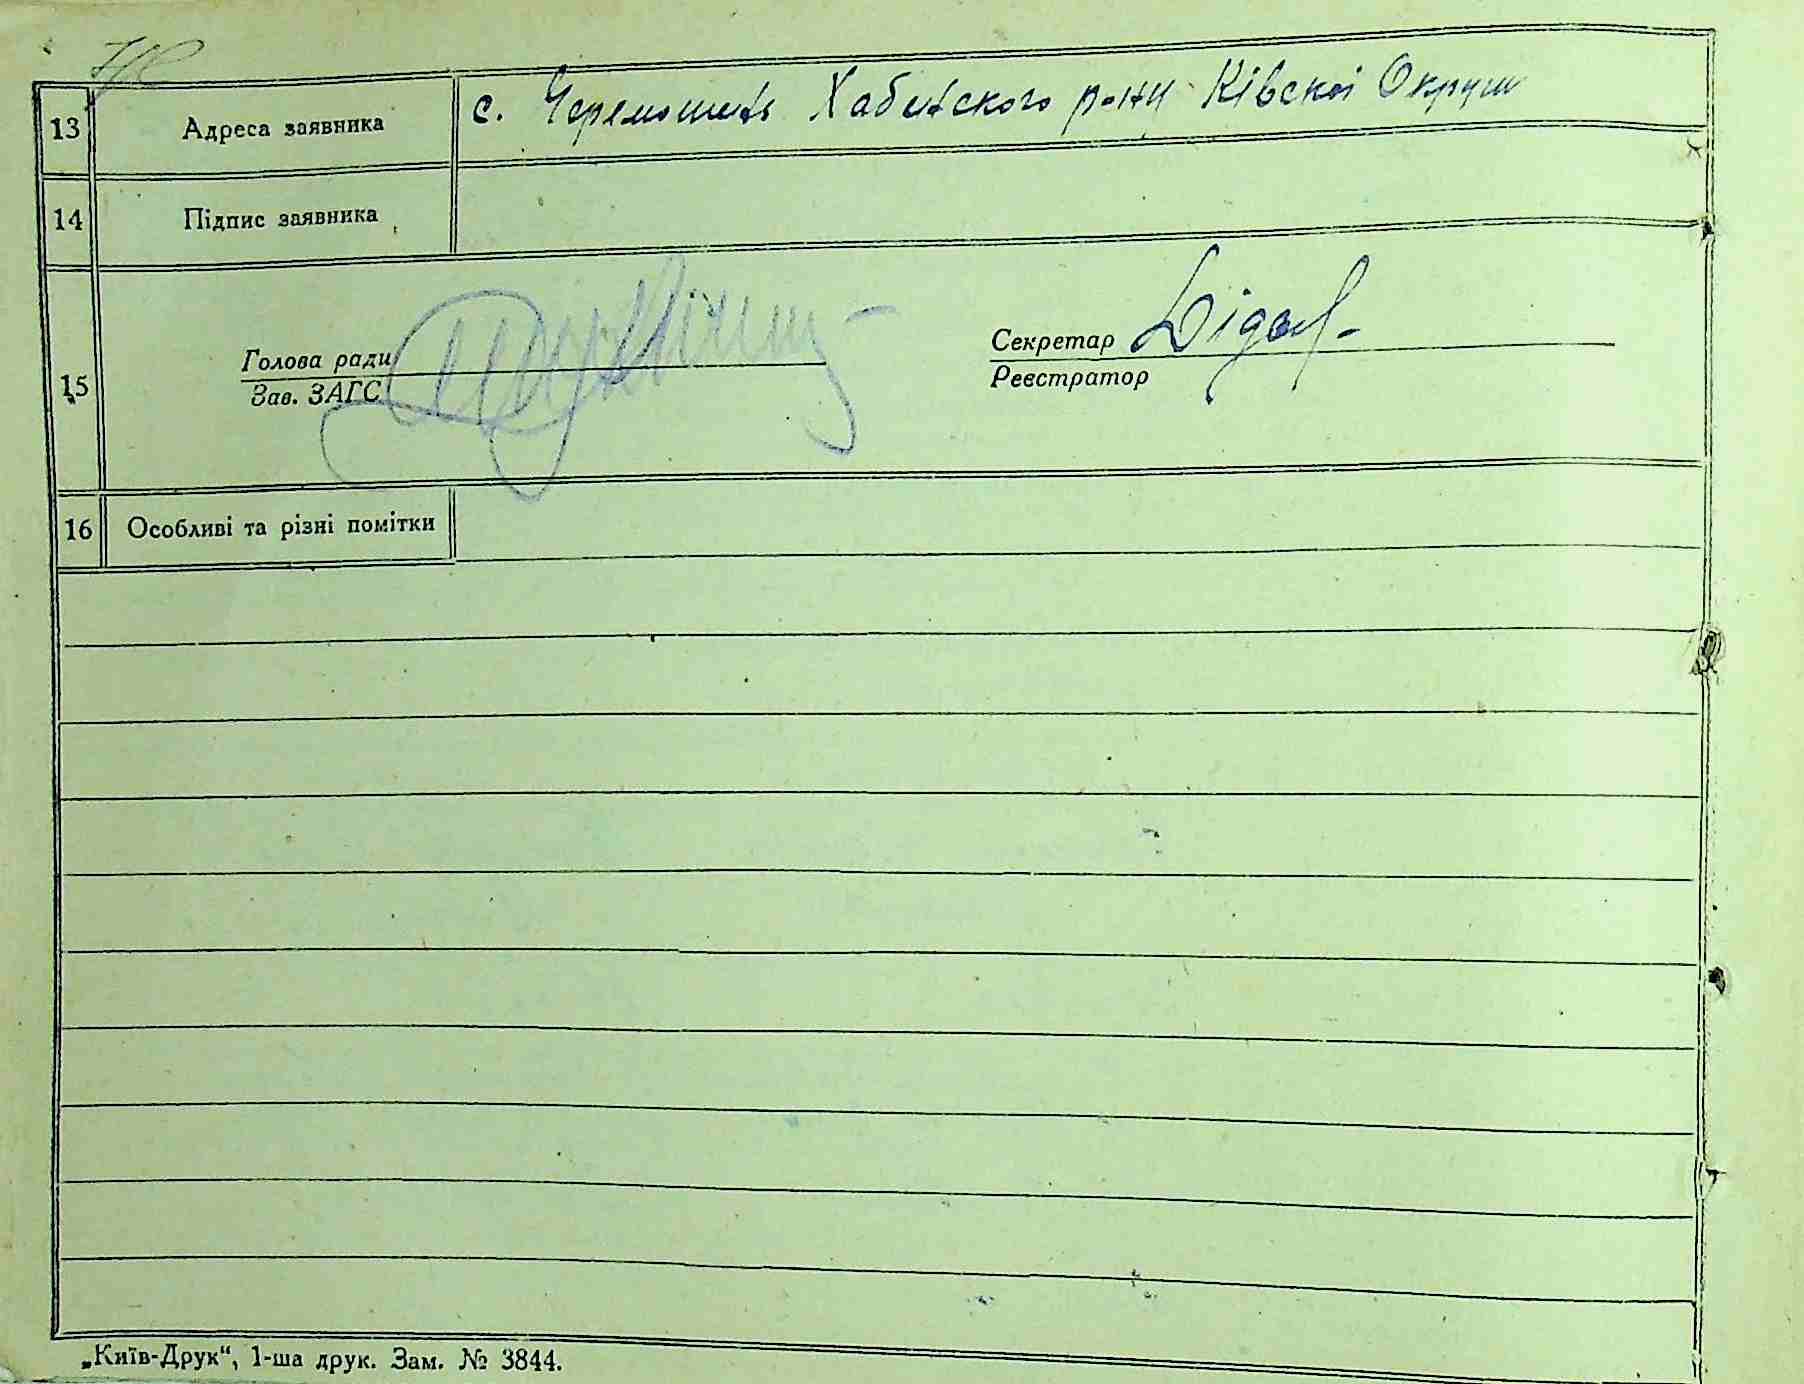 13 Адреса заявника с. Черемошна Хабенского р-ну Ківскоі Округи
14 Підпис заявника
15 Голова ради
Зав. ЗАГС
Секретар
Реєстратор
16 Особливі та різні помітки
„Київ-Друк“, 1-ша друк. Зам. № 3844.